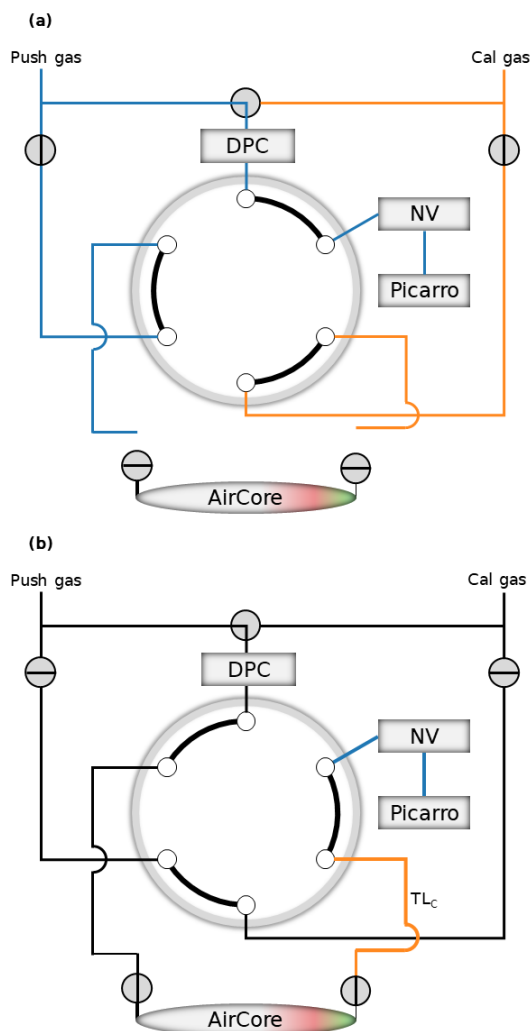 (a)
Push gas
Cal gas
DPC
NV
Picarro
AirCore
(b)
Push gas
Cal gas
DPC
NV
Picarro
TLC
AirCore